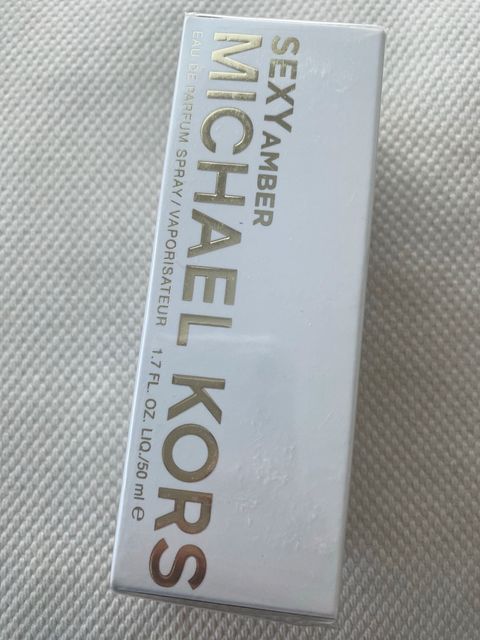 SEXY AMBER
MICHAEL KORS
EAU DE PARFUM SPRAY / VAPORISATEUR 1.7 FL. OZ. LIQ./50 ml ℮